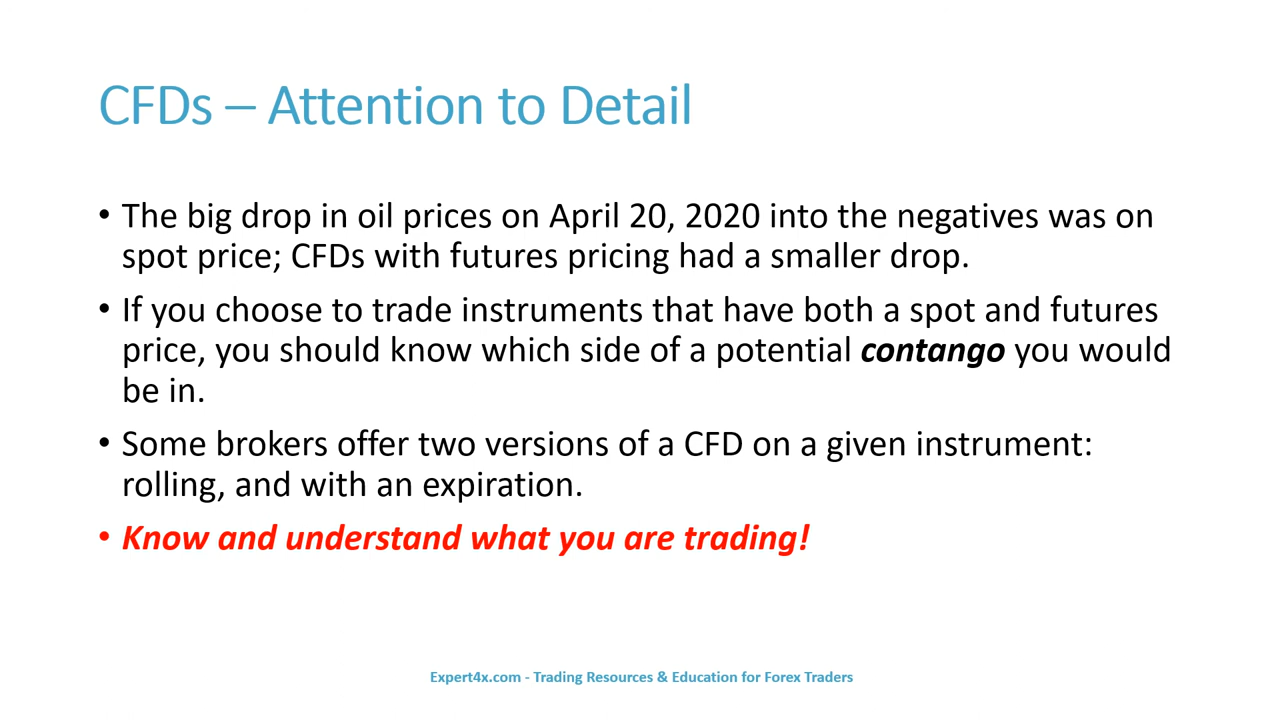 CFDs – Attention to Detail
• The big drop in oil prices on April 20, 2020 into the negatives was on
spot price; CFDs with futures pricing had a smaller drop.
• If you choose to trade instruments that have both a spot and futures
price, you should know which side of a potential contango you would
be in.
• Some brokers offer two versions of a CFD on a given instrument:
rolling, and with an expiration.
• Know and understand what you are trading!
Expert4x.com - Trading Resources & Education for Forex Traders